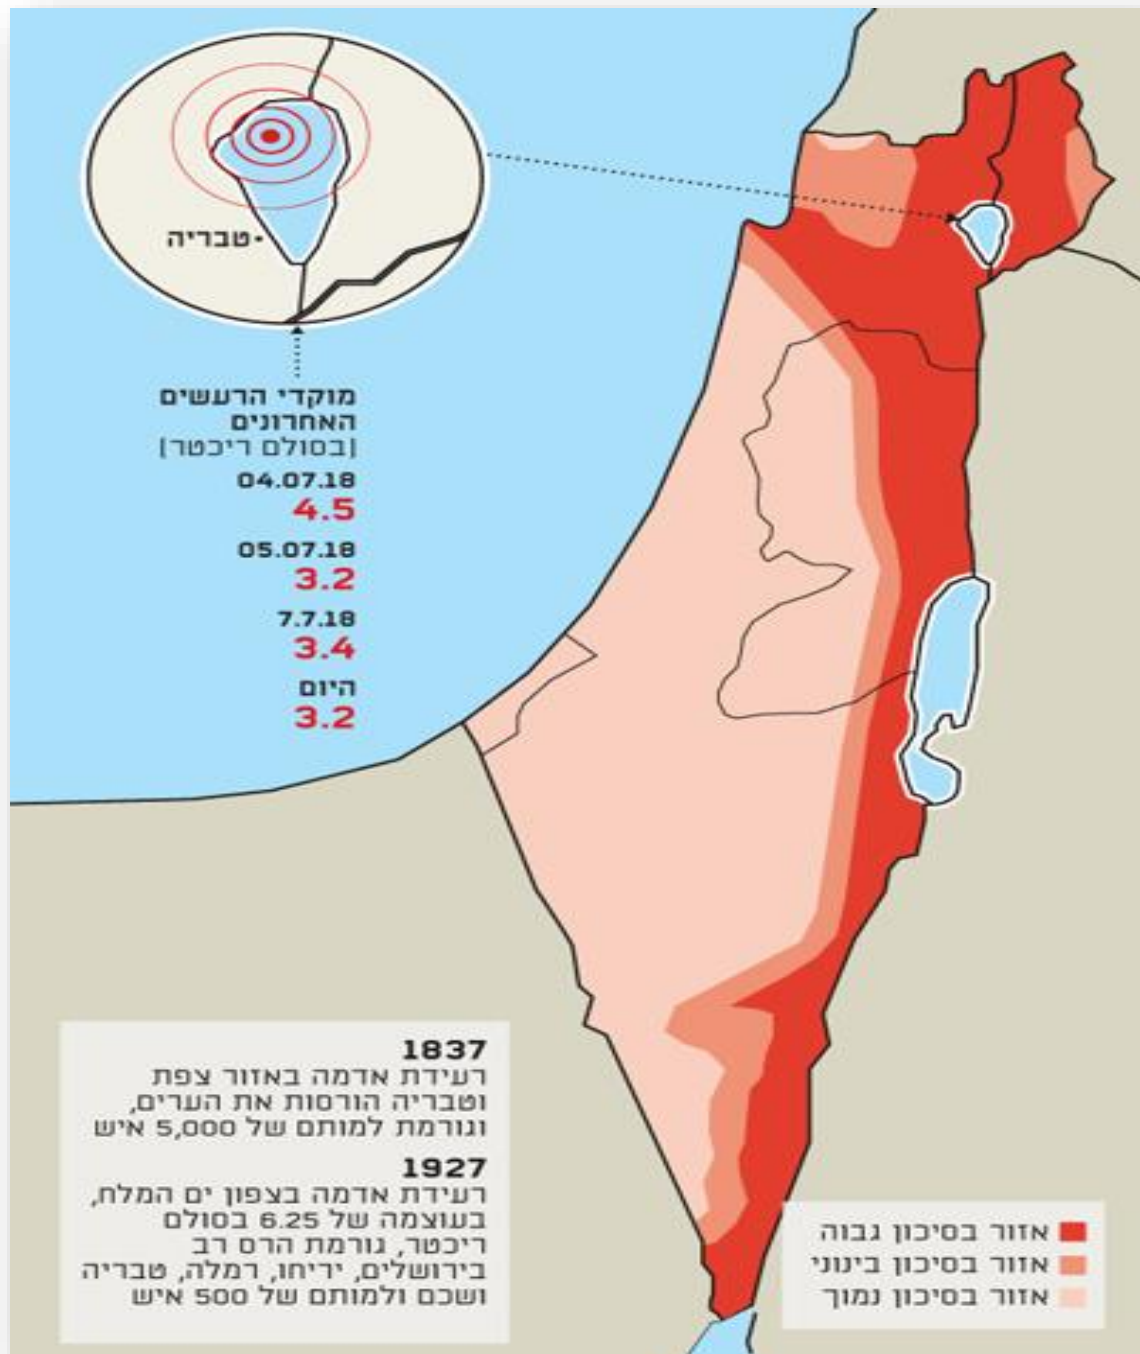 טבריה
מוקדי הרעשים
האחרונים
(בסולם ריכטר)
04.07.18
4.5
05.07.18
3.2
7.7.18
3.4
היום
3.2
1837
רעידת אדמה באזור צפת
וטבריה הורסות את הערים,
וגורמת למותם של 5,000 איש
1927
רעידת אדמה בצפון ים המלח,
בעוצמה של 6.25 בסולם
ריכטר, גורמת הרס רב
בירושלים, יריחו, רמלה, טבריה
ושכם ולמותם של 500 איש
אזור בסיכון גבוה
אזור בסיכון בינוני
אזור בסיכון נמוך